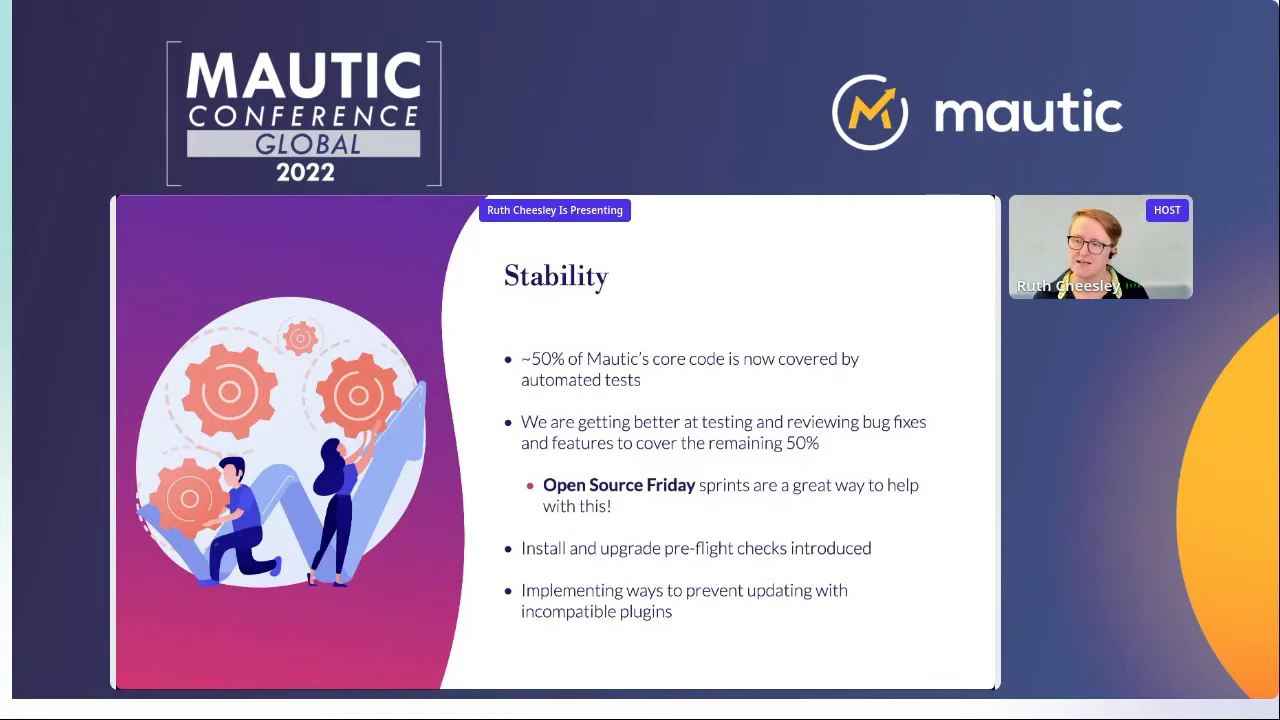 MAUTIC
CONFERENCE
GLOBAL
2022
mautic
Ruth Cheesley Is Presenting
HOST
Ruth Cheesley
Stability
• ~50% of Mautic's core code is now covered by
automated tests
• We are getting better at testing and reviewing bug fixes
and features to cover the remaining 50%
• Open Source Friday sprints are a great way to help
with this!
• Install and upgrade pre-flight checks introduced
• Implementing ways to prevent updating with
incompatible plugins